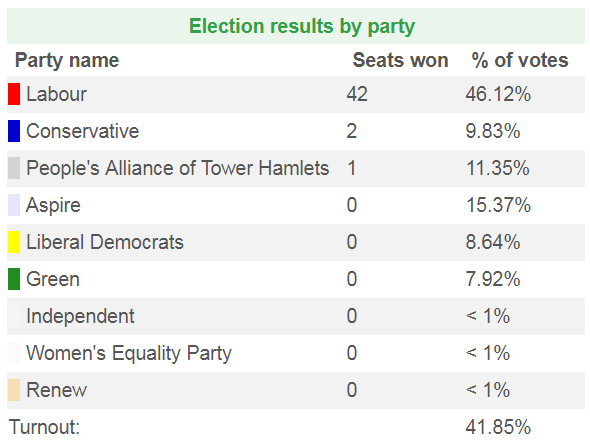 Election results by party
Party name Seats won % of votes
Labour 42 46.12%
Conservative 2 9.83%
People's Alliance of Tower Hamlets 1 11.35%
Aspire 0 15.37%
Liberal Democrats 0 8.64%
Green 0 7.92%
Independent 0 < 1%
Women's Equality Party 0 < 1%
Renew 0 < 1%
Turnout: 41.85%